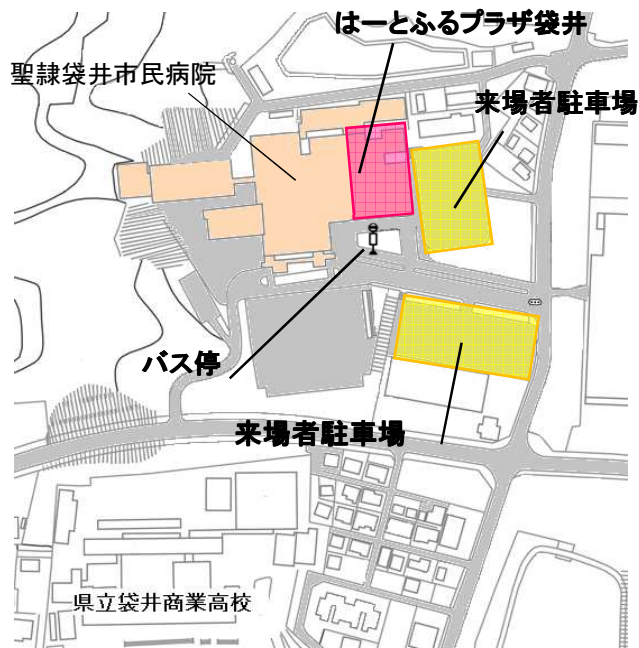 はーとふるプラザ袋井
聖隷袋井市民病院
来場者駐車場
バス停
来場者駐車場
県立袋井商業高校